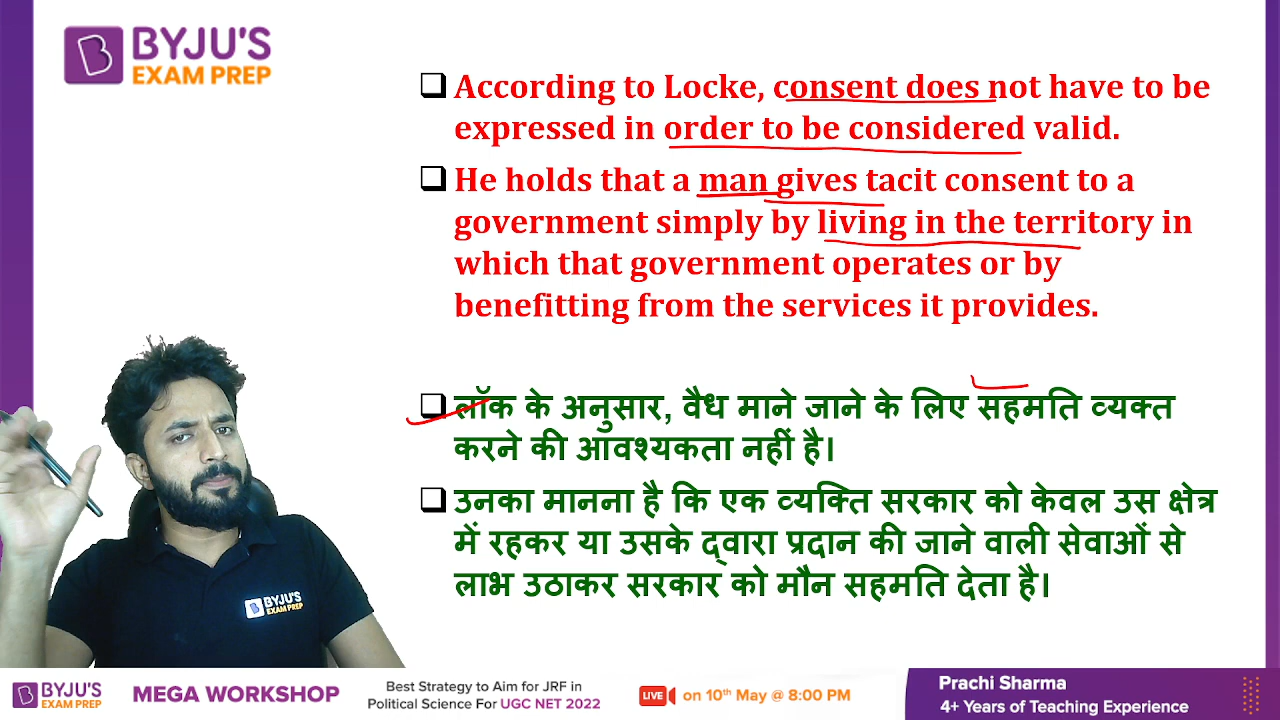 BYJU'S
EXAM PREP
❑ According to Locke, consent does not have to be
expressed in order to be considered valid.
❑ He holds that a man gives tacit consent to a
government simply by living in the territory in
which that government operates or by
benefitting from the services it provides.
❑ लॉक के अनुसार, वैध माने जाने के लिए सहमति व्यक्त
करने की आवश्यकता नहीं है।
❑ उनका मानना है कि एक व्यक्ति सरकार को केवल उस क्षेत्र
में रहकर या उसके द्वारा प्रदान की जाने वाली सेवाओं से
लाभ उठाकर सरकार को मौन सहमति देता है।
BYJU'S
EXAM PREP
BYJU'S
EXAM PREP
MEGA WORKSHOP
Best Strategy to Aim for JRF in
Political Science For UGC NET 2022
LIVE on 10th May @ 8:00 PM
Prachi Sharma
4+ Years of Teaching Experience